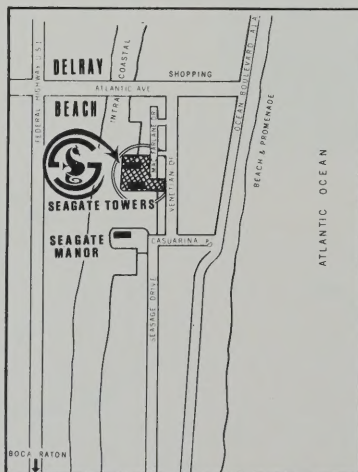 DELRAY
BEACH
SHOPPING
ATLANTIC AVE
FEDERAL HIGHWAY U.S.1
INTRA COASTAL
OCEAN BOULEVARD A1A
BEACH & PROMENADE
ATLANTIC OCEAN
VENETIAN DR
SEAGATE TOWERS
SEAGATE
MANOR
CASUARINA
SEASAGE DRIVE
BOCA RATON